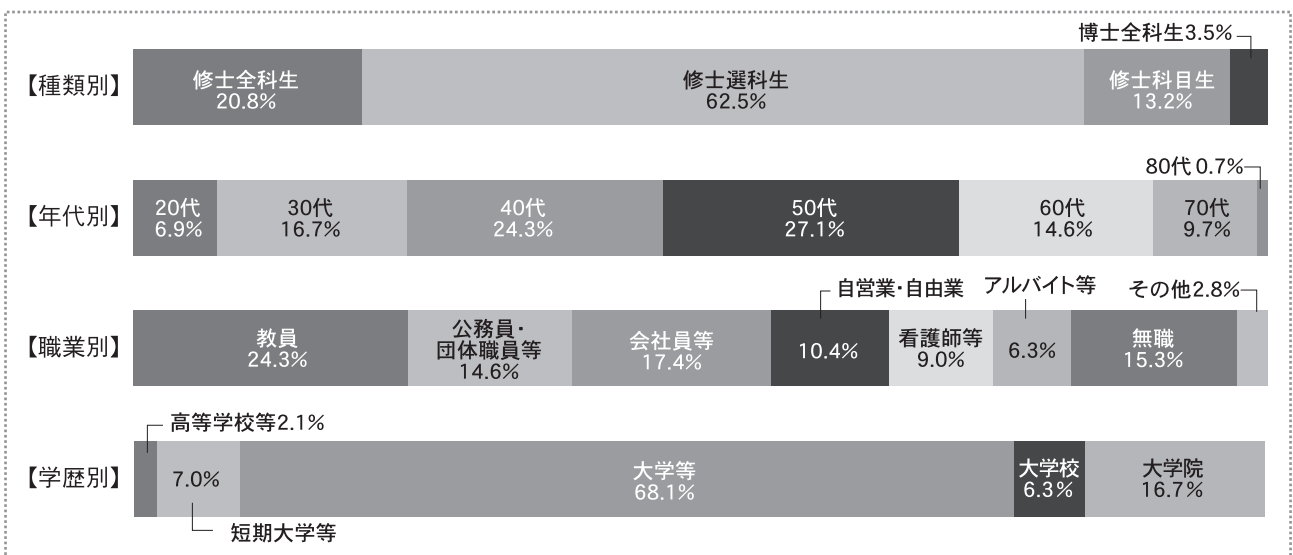 博士全科生3.5%
【種類別】
修士全科生
20.8%
修士選科生
62.5%
修士科目生
13.2%
80代 0.7%
【年代別】
20代
6.9%
30代
16.7%
40代
24.3%
50代
27.1%
60代
14.6%
70代
9.7%
自営業・自由業
アルバイト等
その他2.8%
【職業別】
教員
24.3%
公務員・
団体職員等
14.6%
会社員等
17.4%
10.4%
看護師等
9.0%
6.3%
無職
15.3%
高等学校等2.1%
【学歴別】
7.0%
大学等
68.1%
大学校
6.3%
大学院
16.7%
短期大学等